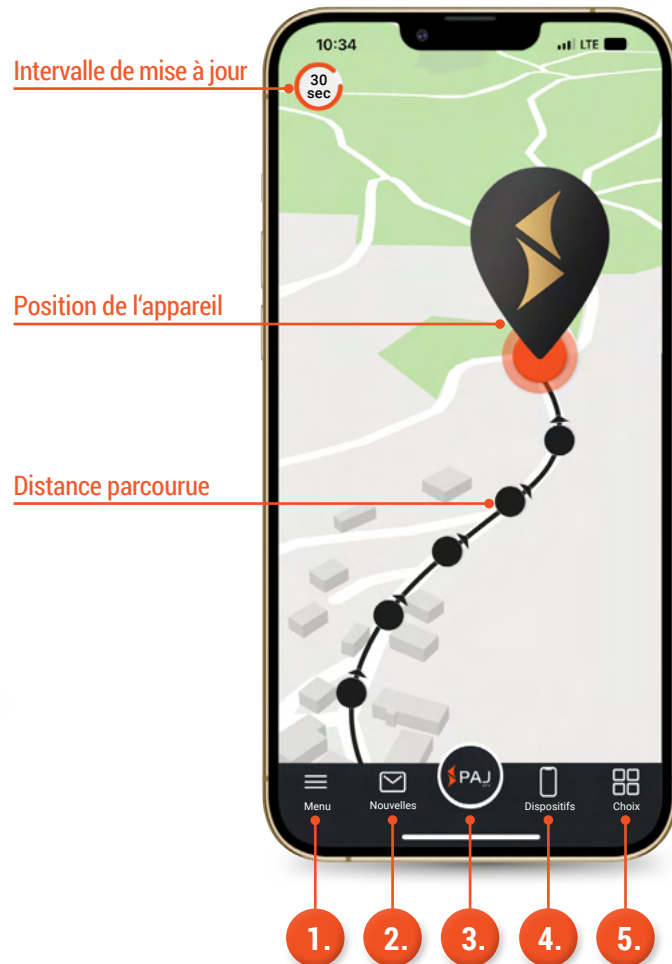 10:34
LTE
Intervalle de mise à jour
30
sec
Position de l'appareil
Distance parcourue
PAJ
Menu
Nouvelles
Dispositifs
Choix
1.
2.
3.
4.
5.